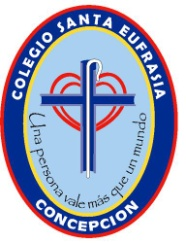 COLEGIO SANTA EUFRASIA
Una persona vale más que un mundo
CONCEPCION